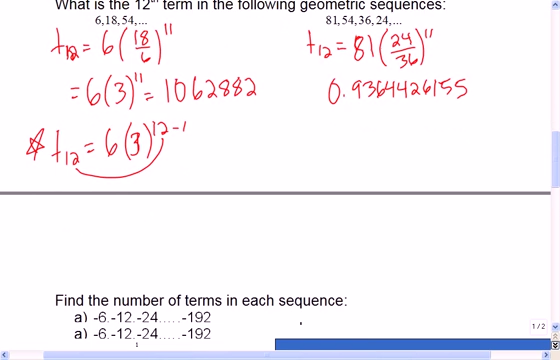 What is the 12th term in the following geometric sequences:
6,18,54,... 81,54,36,24,...
t₁₂ = 6(18/6)¹¹ t₁₂ = 81(24/36)¹¹
= 6(3)¹¹ = 1062882 0.9364426155
☆ t₁₂ = 6(3)¹²⁻¹
Find the number of terms in each sequence:
a) -6,-12,-24.....-192
a) -6,-12,-24.....-192
1
1 / 2